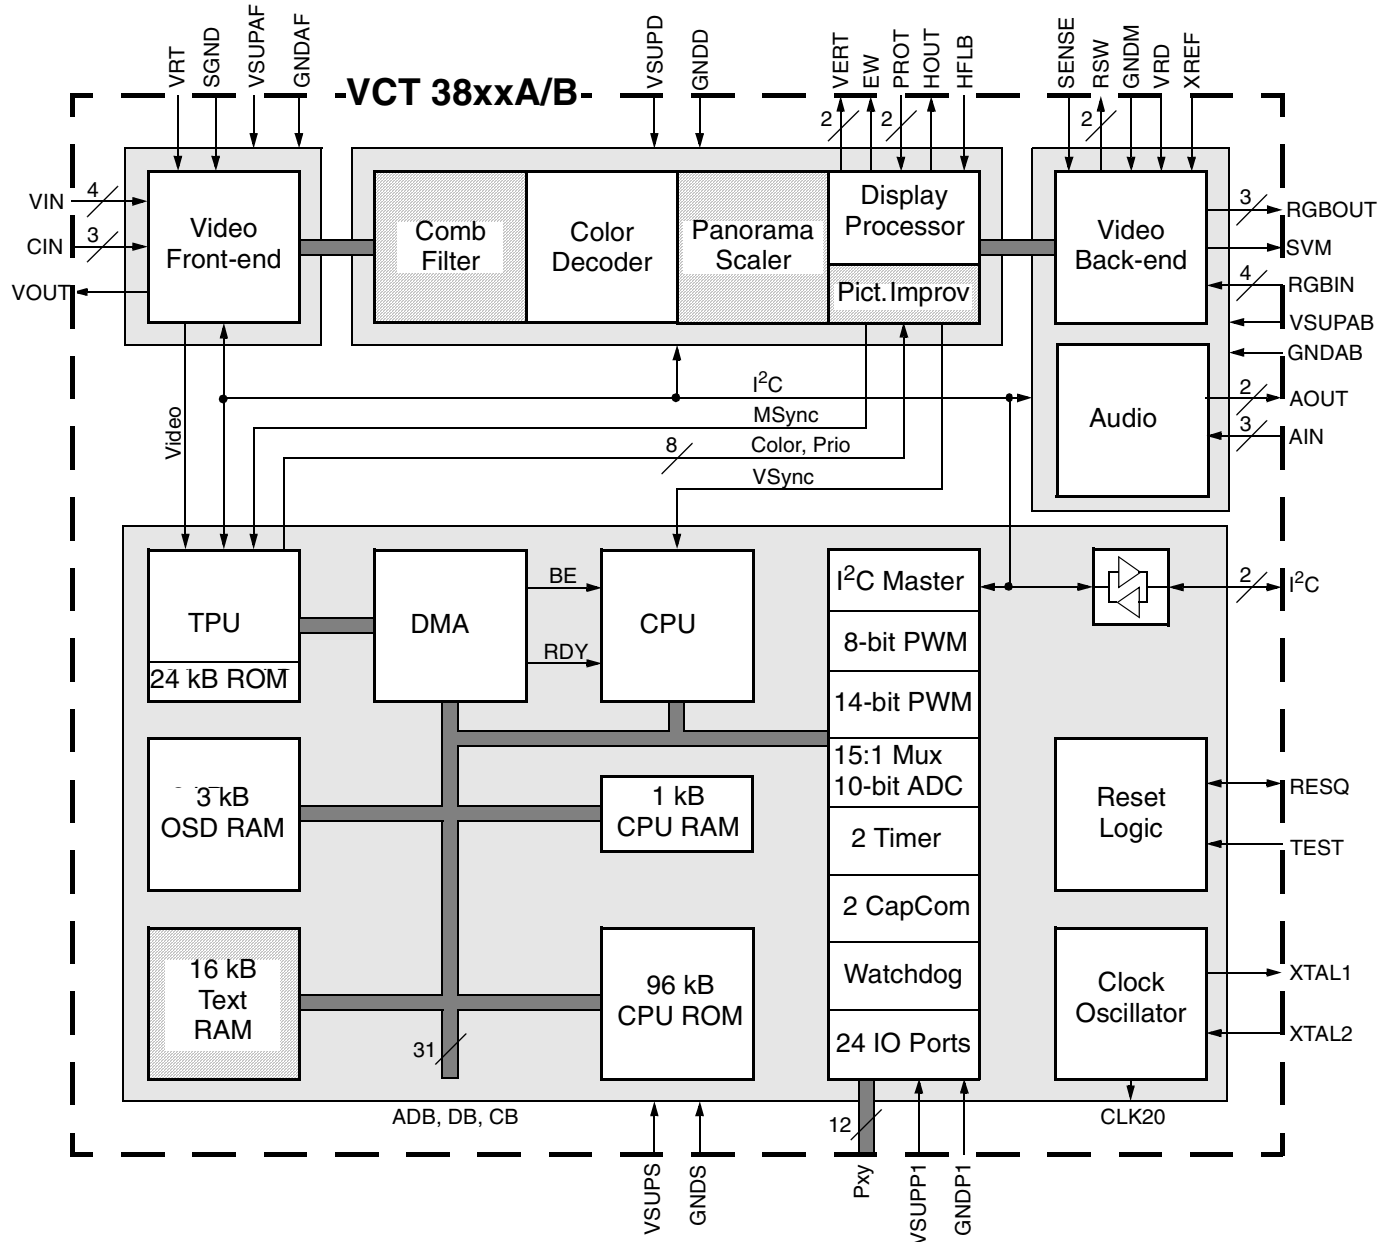 VRT
SGND
VSUPAF
GNDAF
VSUPD
GNDD
VERT
EW
PROT
HOUT
HFLB
SENSE
RSW
GNDM
VRD
XREF
VCT 38xxA/B
2
2
2
VIN
4
CIN
3
VOUT
Video
Front-end
Comb
Filter
Color
Decoder
Panorama
Scaler
Display
Processor
Pict.Improv
Video
Back-end
3
RGBOUT
SVM
4
RGBIN
VSUPAB
GNDAB
Audio
2
AOUT
3
AIN
Video
I²C
MSync
8
Color, Prio
VSync
TPU
24 kB ROM
DMA
BE
RDY
CPU
I²C Master
8-bit PWM
14-bit PWM
15:1 Mux
10-bit ADC
2 Timer
2 CapCom
Watchdog
24 IO Ports
2
I²C
3 kB
OSD RAM
1 kB
CPU RAM
Reset
Logic
RESQ
TEST
16 kB
Text
RAM
96 kB
CPU ROM
Clock
Oscillator
XTAL1
XTAL2
31
ADB, DB, CB
12
CLK20
VSUPS
GNDS
Pxy
VSUPP1
GNDP1